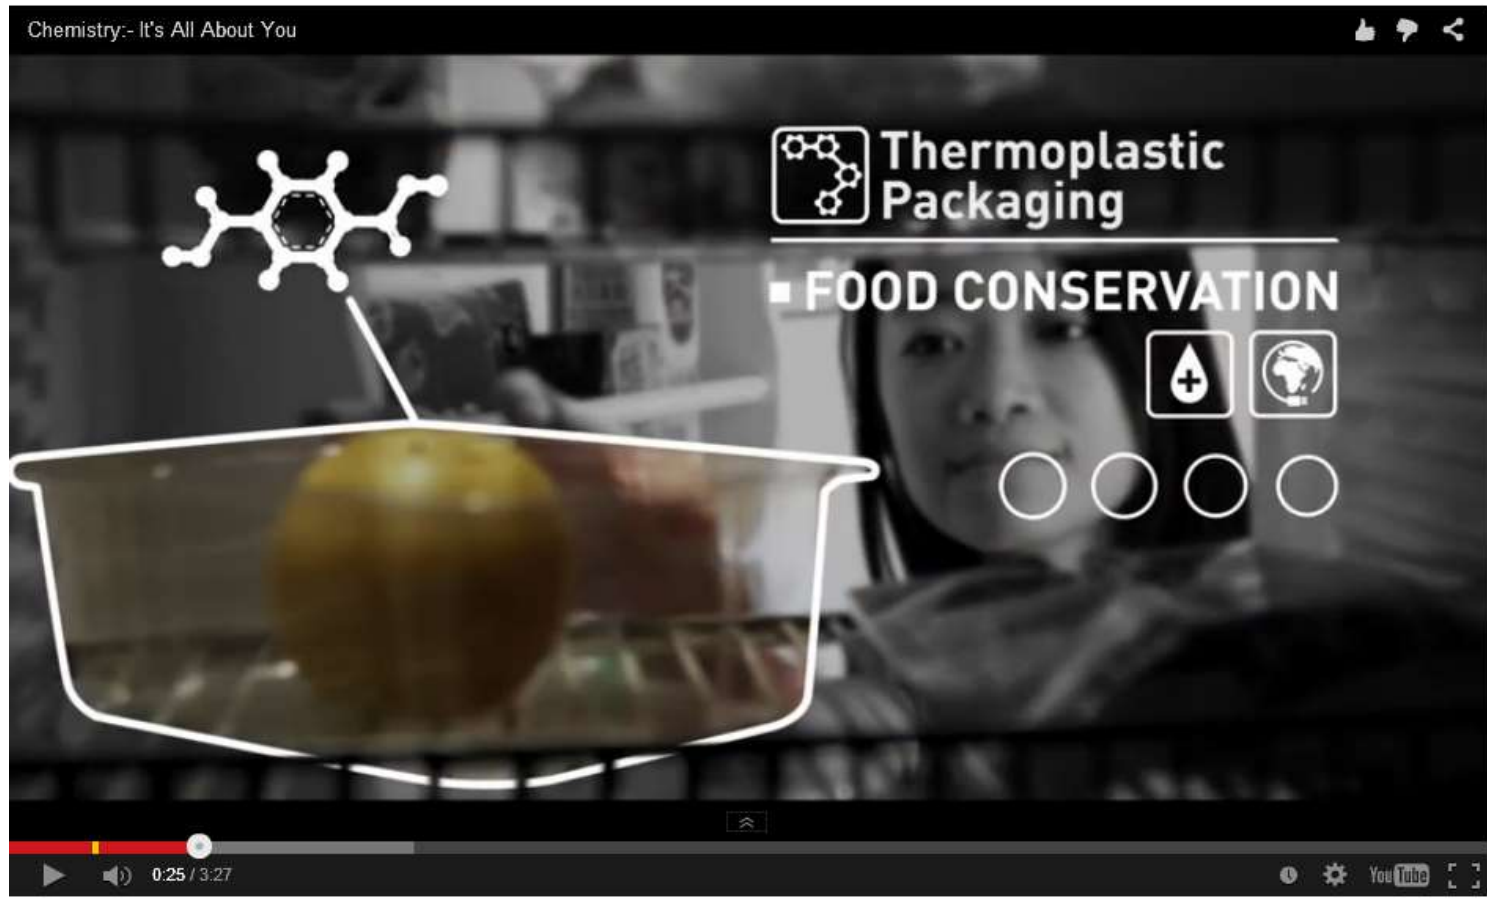 Chemistry:- It's All About You
Thermoplastic
Packaging
FOOD CONSERVATION
0:25 / 3:27
YouTube